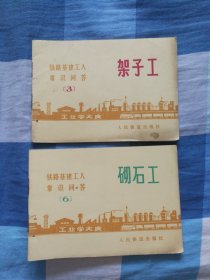 铁路基建工人
常识问答
(3)
架子工
工业学大庆
人民铁道出版社
铁路基建工人
常识问答
(6)
砌石工
工业学大庆
人民铁道出版社